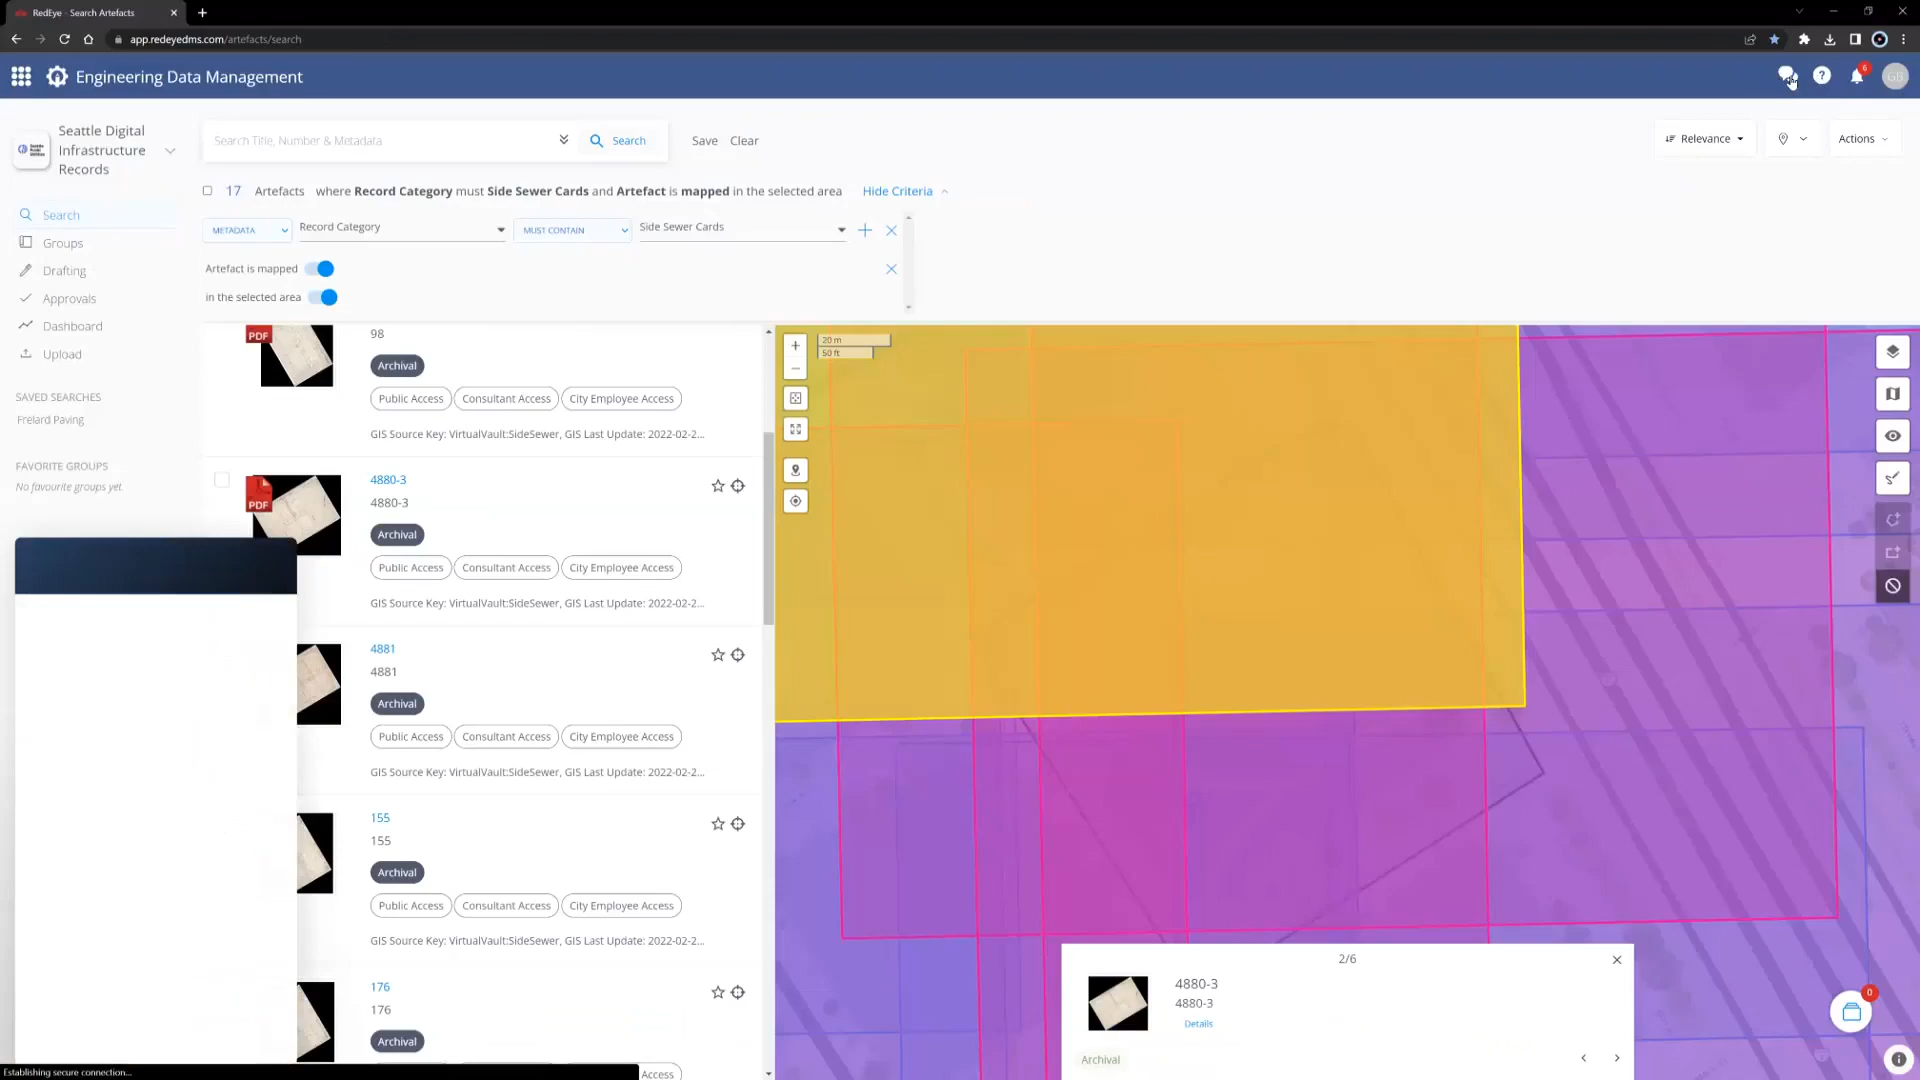 RedEye - Search Artefacts
app.redeyedms.com/artefacts/search
Engineering Data Management
?
6
GB
Seattle Digital
Infrastructure
Records
Search Title, Number & Metadata
Search
Save
Clear
Relevance
Actions
17 Artefacts where Record Category must Side Sewer Cards and Artefact is mapped in the selected area
Hide Criteria
METADATA
Record Category
MUST CONTAIN
Side Sewer Cards
Artefact is mapped
in the selected area
Search
Groups
Drafting
Approvals
Dashboard
Upload
SAVED SEARCHES
Frelard Paving
FAVORITE GROUPS
No favourite groups yet.
PDF
98
Archival
Public Access
Consultant Access
City Employee Access
GIS Source Key: VirtualVault:SideSewer, GIS Last Update: 2022-02-2...
PDF
4880-3
4880-3
Archival
Public Access
Consultant Access
City Employee Access
GIS Source Key: VirtualVault:SideSewer, GIS Last Update: 2022-02-2...
4881
4881
Archival
Public Access
Consultant Access
City Employee Access
GIS Source Key: VirtualVault:SideSewer, GIS Last Update: 2022-02-2...
155
155
Archival
Public Access
Consultant Access
City Employee Access
GIS Source Key: VirtualVault:SideSewer, GIS Last Update: 2022-02-2...
176
176
Archival
Access
20 m
50 ft
2/6
4880-3
4880-3
Details
Archival
0
Establishing secure connection...